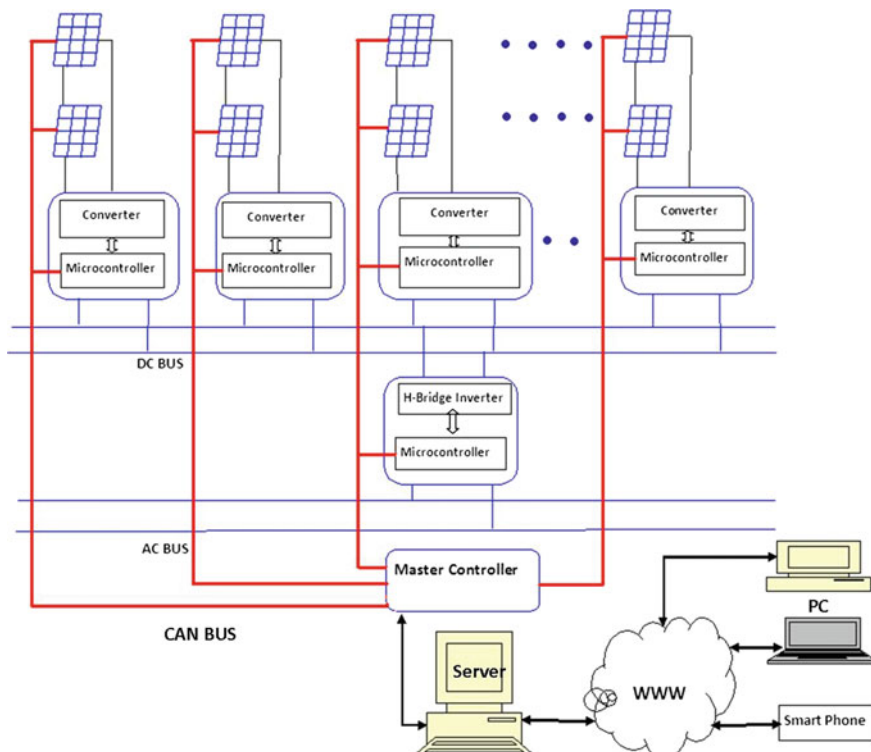 Converter
Converter
Converter
Converter
Microcontroller
Microcontroller
Microcontroller
Microcontroller
DC BUS
H-Bridge Inverter
Microcontroller
AC BUS
Master Controller
CAN BUS
PC
Server
WWW
Smart Phone